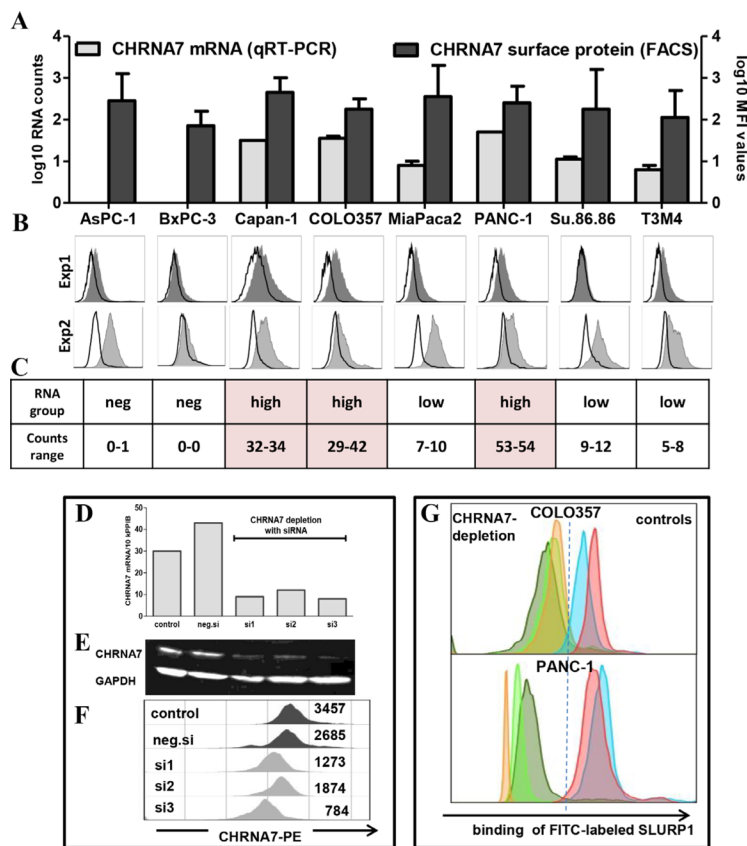 A
CHRNA7 mRNA (qRT-PCR)
CHRNA7 surface protein (FACS)
log10 RNA counts
4
3
2
1
0
log10 MFI values
4
3
2
1
0
AsPC-1 BxPC-3 Capan-1 COLO357 MiaPaca2 PANC-1 Su.86.86 T3M4
B
Exp1
Exp2
C
RNA group neg neg high high low high low low
Counts range 0-1 0-0 32-34 29-42 7-10 53-54 9-12 5-8
D
CHRNA7 mRNA/10 kPPIB
50
40
30
20
10
0
CHRNA7 depletion
with siRNA
control neg.si si1 si2 si3
E
CHRNA7
GAPDH
F
control 3457
neg.si 2685
si1 1273
si2 1874
si3 784
CHRNA7-PE
G
COLO357
CHRNA7-
depletion
controls
PANC-1
binding of FITC-labeled SLURP1